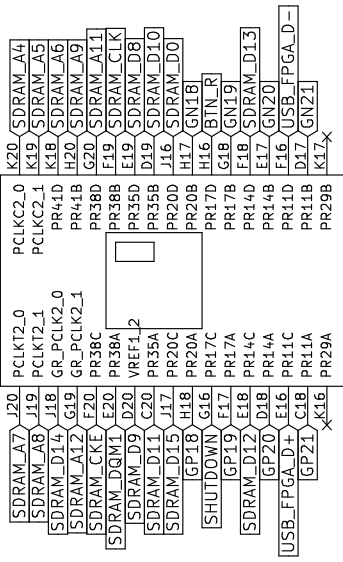 SDRAM_A7 J20 PCLKT2_0 PCLKC2_0 K20 SDRAM_A4
SDRAM_A8 J19 PCLKT2_1 PCLKC2_1 K19 SDRAM_A5
SDRAM_D14 J18 GR_PCLK2_0 PR41D K18 SDRAM_A6
SDRAM_A12 G19 GR_PCLK2_1 PR41B H20 SDRAM_A9
SDRAM_CKE F20 PR38C PR38D G20 SDRAM_A11
SDRAM_DQM1 E20 PR38A PR38B F19 SDRAM_CLK
SDRAM_D9 D20 VREF1_2 PR35D E19 SDRAM_D8
SDRAM_D11 C20 PR35A PR35B D19 SDRAM_D10
SDRAM_D15 J17 PR20C PR20D J16 SDRAM_D0
GP18 H18 PR20A PR20B H17 GN18
SHUTDOWN G16 PR17C PR17D H16 BTN_R
GP19 F17 PR17A PR17B G18 GN19
SDRAM_D12 E18 PR14C PR14D F18 SDRAM_D13
GP20 D18 PR14A PR14B E17 GN20
USB_FPGA_D+ E16 PR11C PR11D F16 USB_FPGA_D-
GP21 C18 PR11A PR11B D17 GN21
K16 PR29A PR29B K17